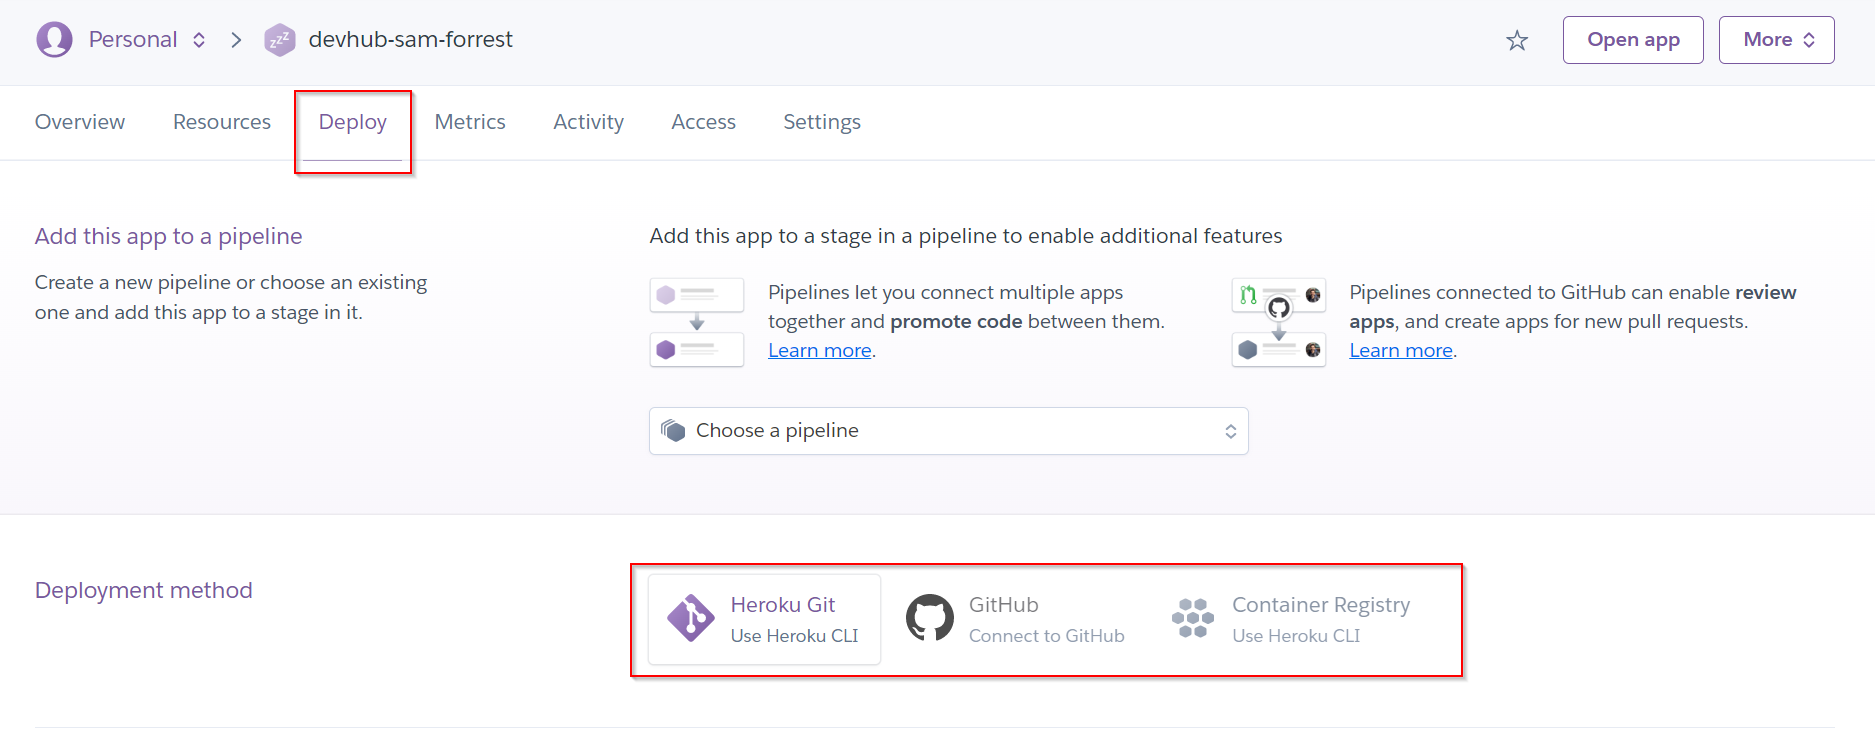 Personal
zzz
devhub-sam-forrest
Open app
More
Overview
Resources
Deploy
Metrics
Activity
Access
Settings
Add this app to a pipeline
Create a new pipeline or choose an existing
one and add this app to a stage in it.
Add this app to a stage in a pipeline to enable additional features
Pipelines let you connect multiple apps
together and promote code between them.
Learn more.
Pipelines connected to GitHub can enable review
apps, and create apps for new pull requests.
Learn more.
Choose a pipeline
Deployment method
Heroku Git
Use Heroku CLI
GitHub
Connect to GitHub
Container Registry
Use Heroku CLI